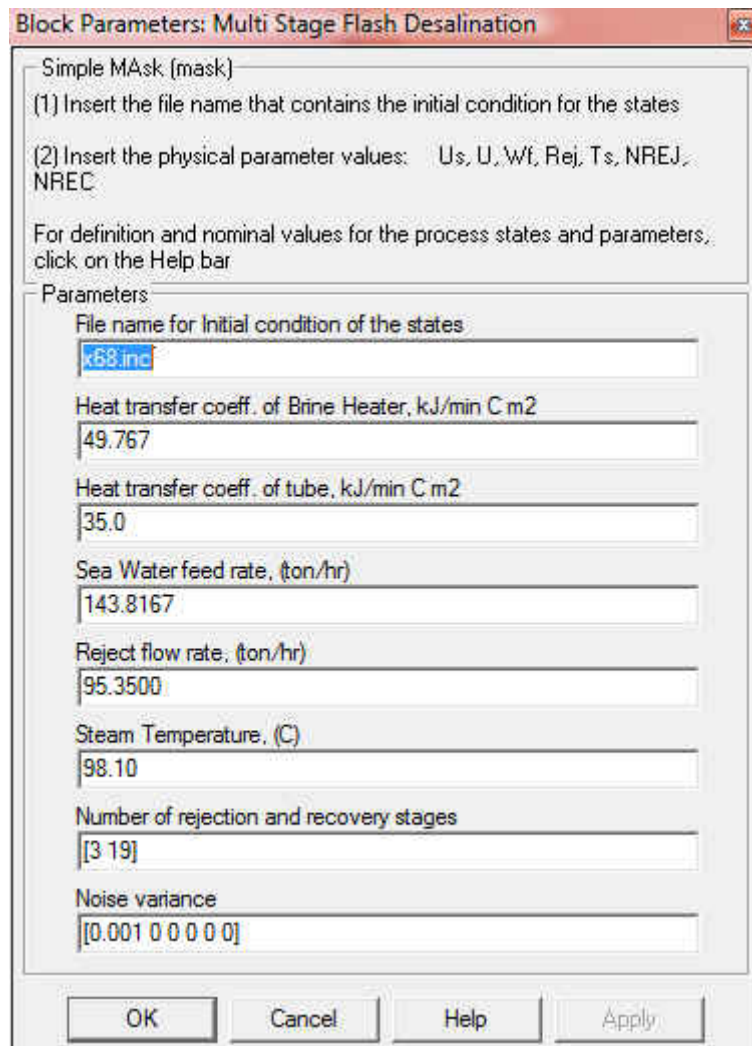 Block Parameters: Multi Stage Flash Desalination
Simple MAsk (mask)
(1) Insert the file name that contains the initial condition for the states
(2) Insert the physical parameter values: Us, U, Wf, Rej, Ts, NREJ,
NREC
For definition and nominal values for the process states and parameters,
click on the Help bar
Parameters
File name for Initial condition of the states
x68.inc
Heat transfer coeff. of Brine Heater, kJ/min C m2
49.767
Heat transfer coeff. of tube, kJ/min C m2
35.0
Sea Water feed rate, (ton/hr)
143.8167
Reject flow rate, (ton/hr)
95.3500
Steam Temperature, (C)
98.10
Number of rejection and recovery stages
[3 19]
Noise variance
[0.001 0 0 0 0 0]
OK
Cancel
Help
Apply